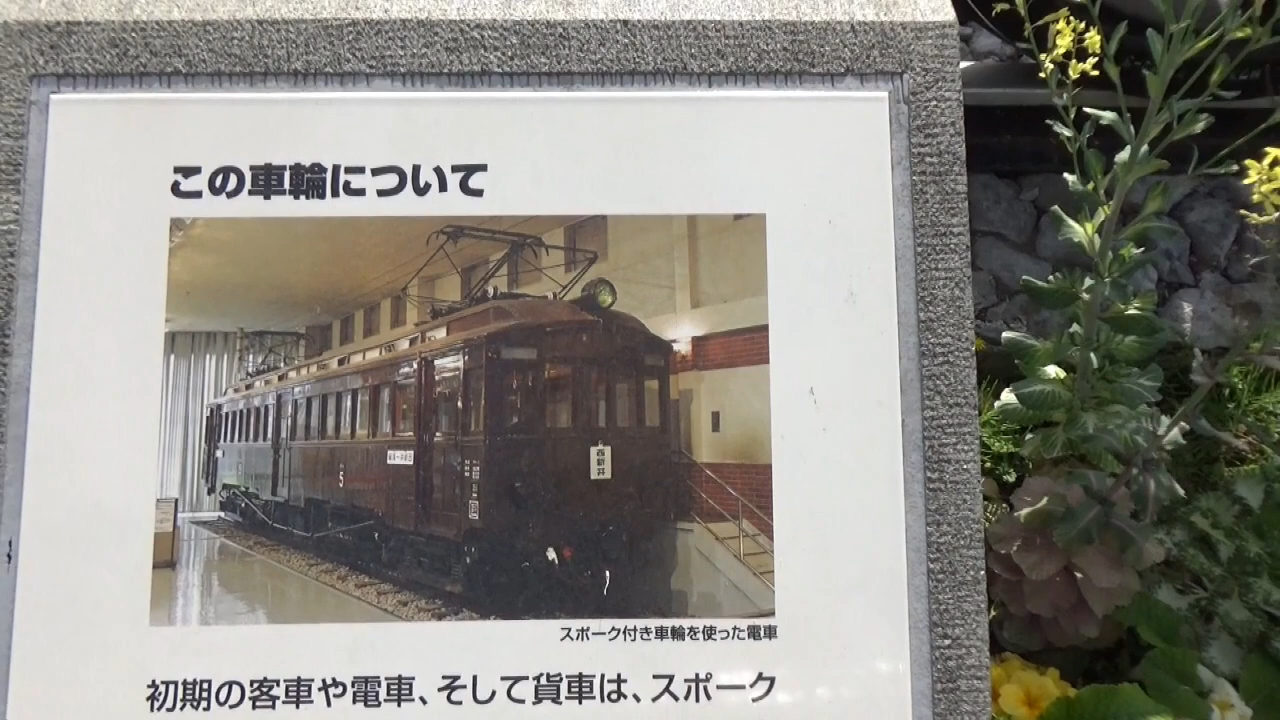 この車輪について
5
西新井
スポーク付き車輪を使った電車
初期の客車や電車、そして貨車は、スポーク